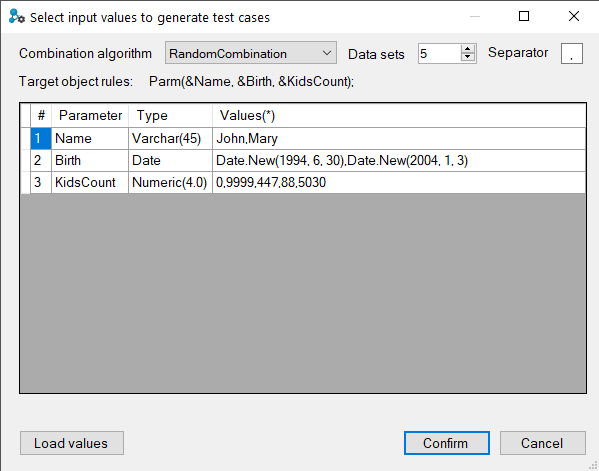 Select input values to generate test cases
Combination algorithm RandomCombination Data sets 5 Separator ,
Target object rules: Parm(&Name, &Birth, &KidsCount);
# Parameter Type Values(*)
1 Name Varchar(45) John,Mary
2 Birth Date Date.New(1994, 6, 30),Date.New(2004, 1, 3)
3 KidsCount Numeric(4.0) 0,9999,447,88,5030
Load values Confirm Cancel